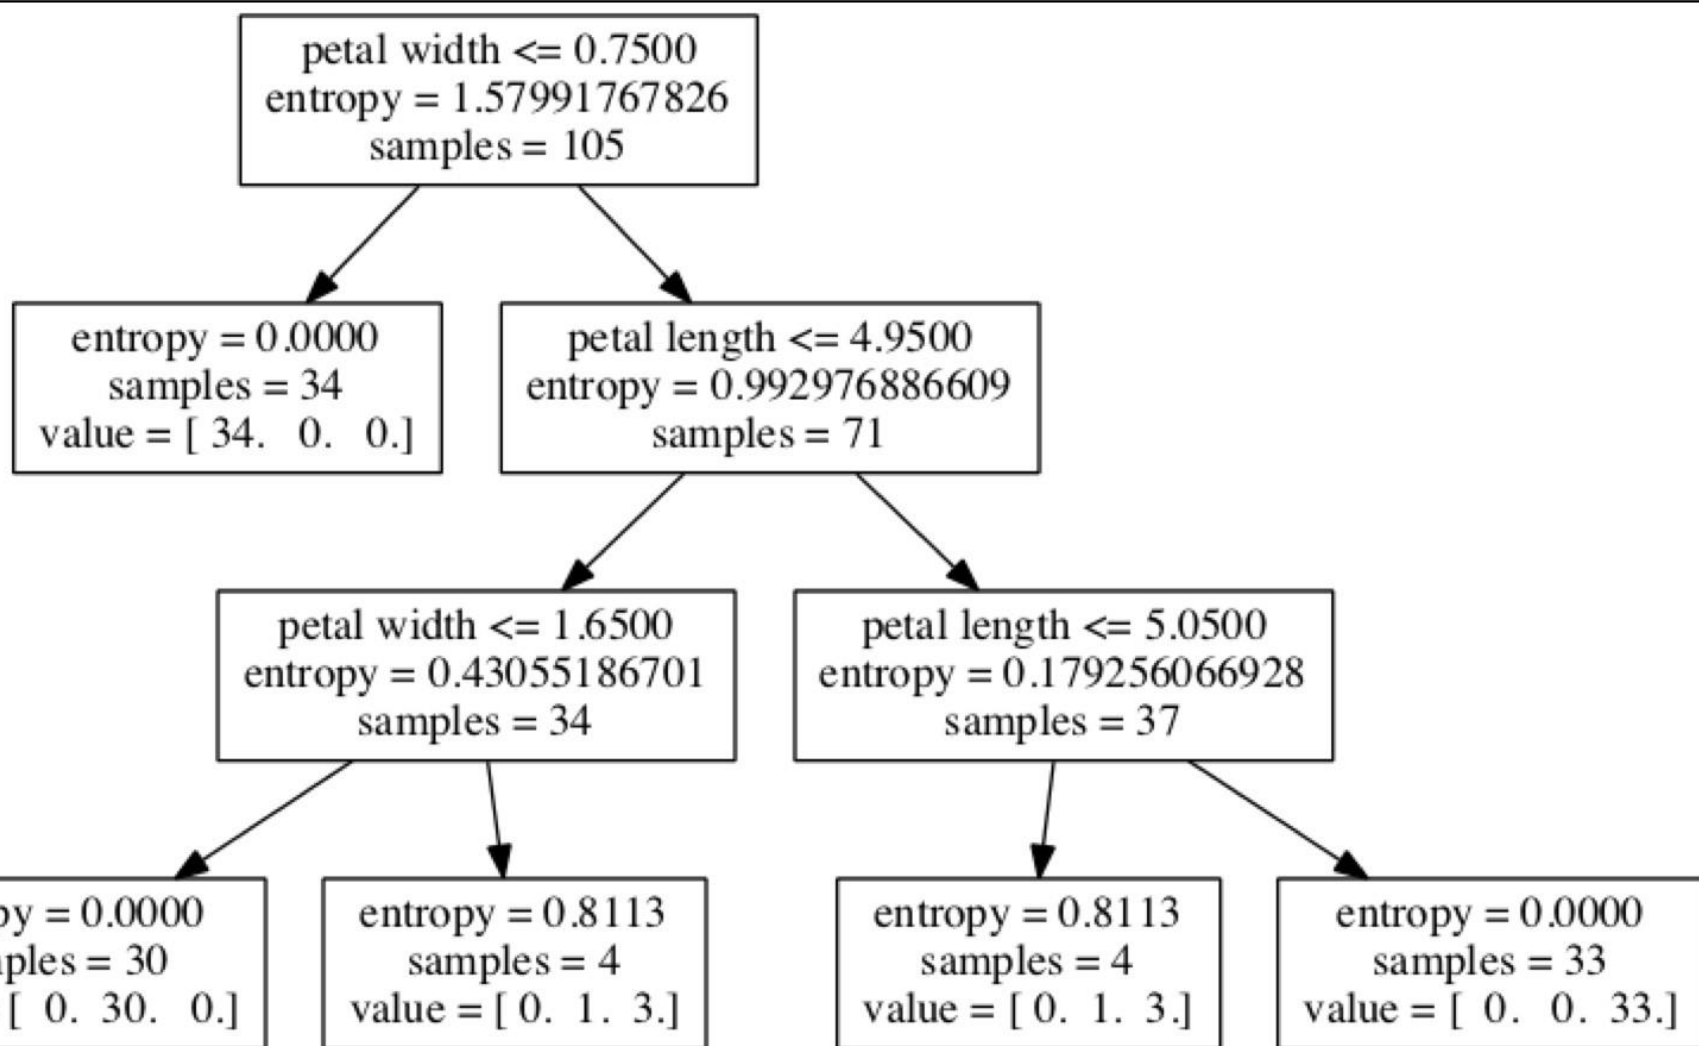 petal width <= 0.7500
entropy = 1.57991767826
samples = 105
entropy = 0.0000
samples = 34
value = [ 34. 0. 0.]
petal length <= 4.9500
entropy = 0.992976886609
samples = 71
petal width <= 1.6500
entropy = 0.43055186701
samples = 34
petal length <= 5.0500
entropy = 0.179256066928
samples = 37
= 0.0000
= 30
[ 0. 30. 0.]
entropy = 0.8113
samples = 4
value = [ 0. 1. 3.]
entropy = 0.8113
samples = 4
value = [ 0. 1. 3.]
entropy = 0.0000
samples = 33
value = [ 0. 0. 33.]